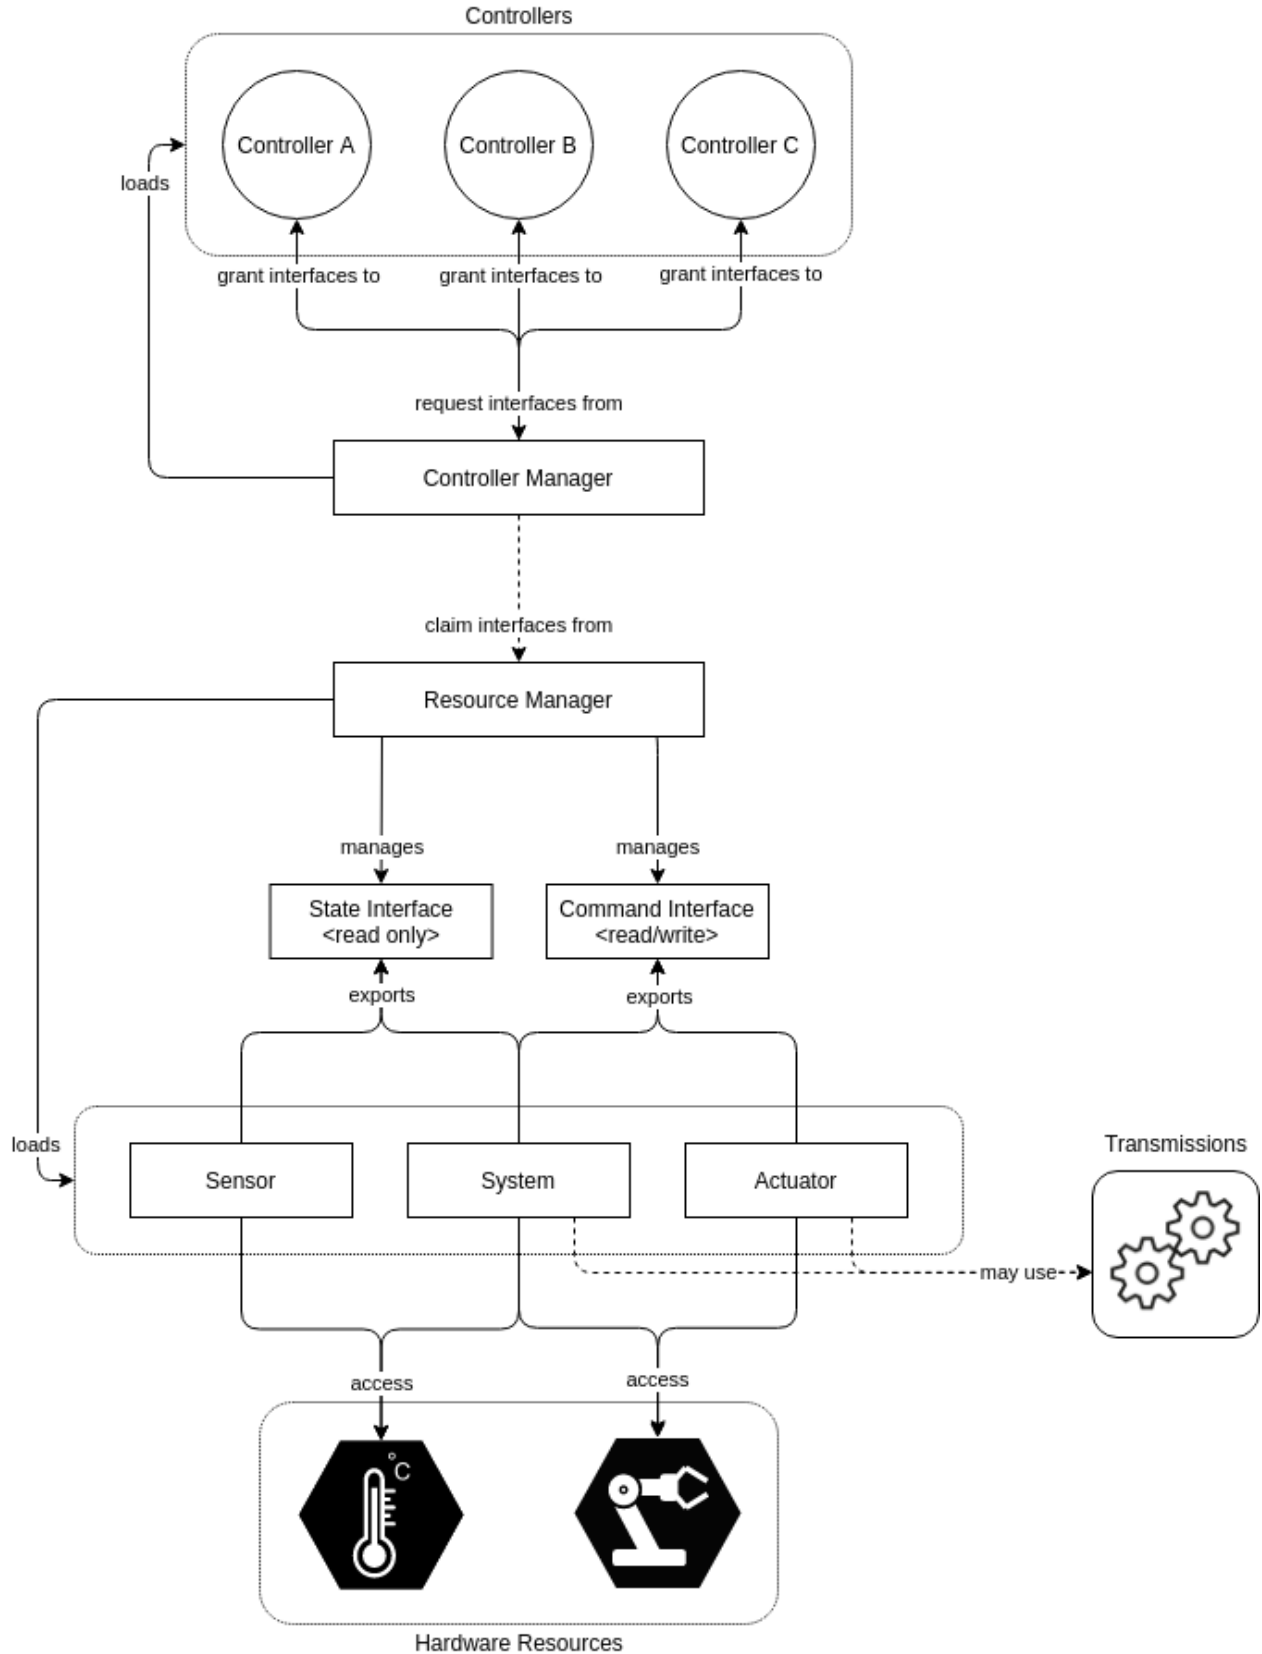 Controllers
Controller A
Controller B
Controller C
loads
grant interfaces to
grant interfaces to
grant interfaces to
request interfaces from
Controller Manager
claim interfaces from
Resource Manager
manages
manages
State Interface
<read only>
Command Interface
<read/write>
exports
exports
loads
Sensor
System
Actuator
Transmissions
may use
access
access
°C
Hardware Resources